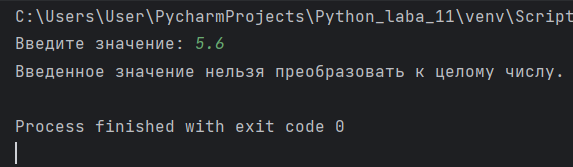 C:\Users\User\PycharmProjects\Python_laba_11\venv\Script
Введите значение: 5.6
Введенное значение нельзя преобразовать к целому числу.
Process finished with exit code 0